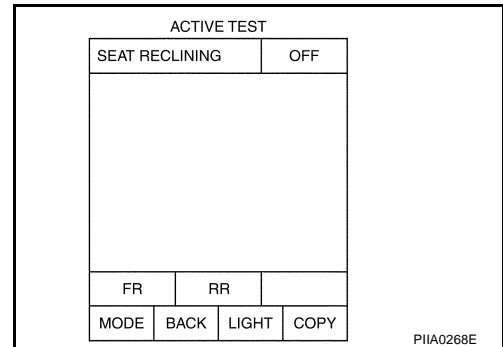 ACTIVE TEST
SEAT RECLINING OFF
FR RR
MODE BACK LIGHT COPY
PIIA0268E